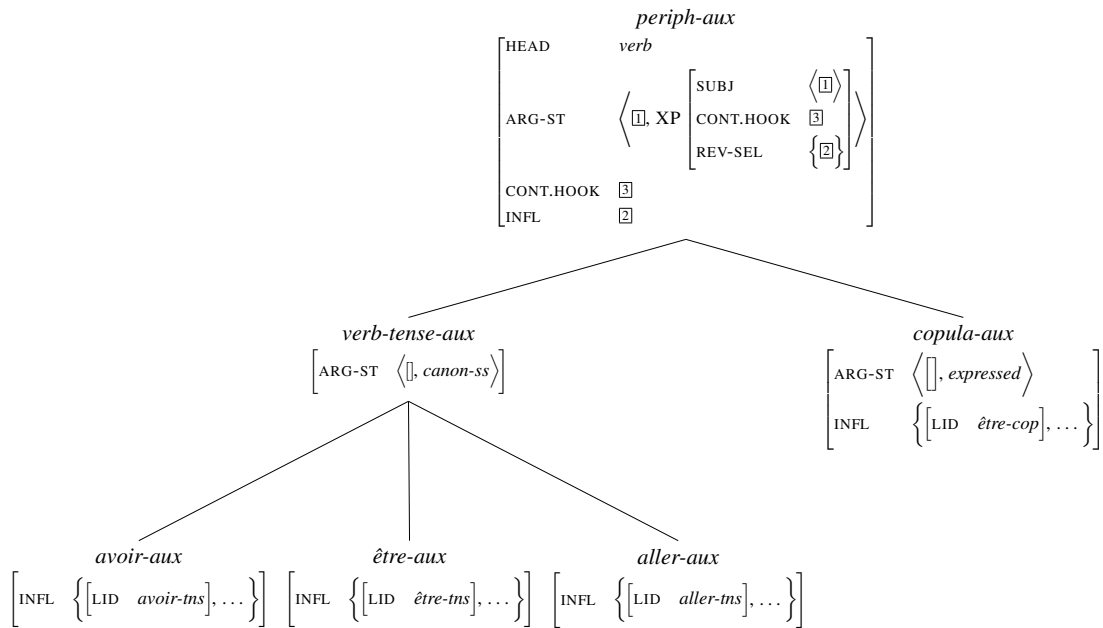 periph-aux
HEAD verb
SUBJ ⟨1⟩
ARG-ST ⟨1, XP CONT.HOOK 3⟩
REV-SEL {2}
CONT.HOOK 3
INFL 2
verb-tense-aux
[ARG-ST ⟨[], canon-ss⟩]
copula-aux
ARG-ST ⟨[], expressed⟩
INFL {[LID être-cop], ...}
avoir-aux
[INFL {[LID avoir-tns], ...}]
être-aux
[INFL {[LID être-tns], ...}]
aller-aux
[INFL {[LID aller-tns], ...}]